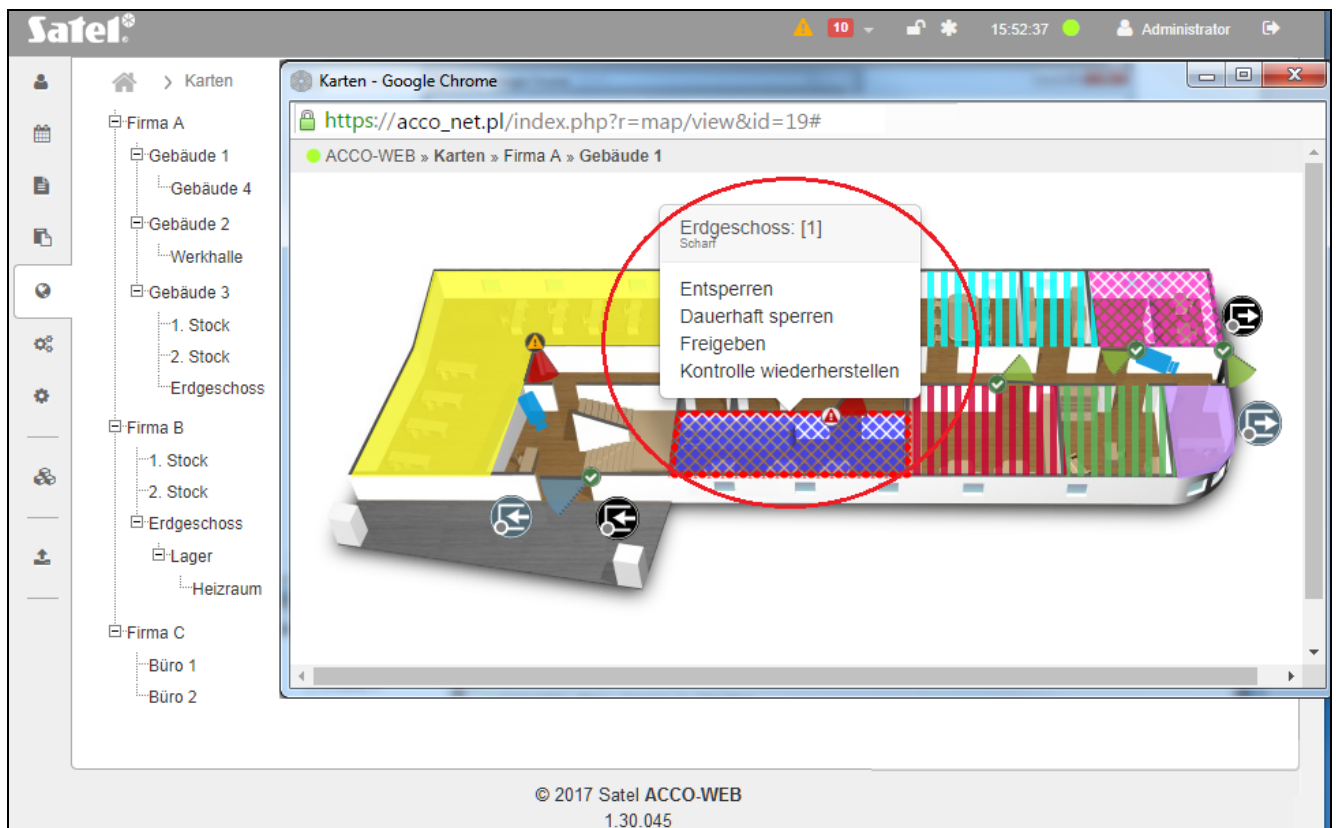 Satel®
10
15:52:37
Administrator
> Karten
Firma A
Gebäude 1
Gebäude 4
Gebäude 2
Werkhalle
Gebäude 3
1. Stock
2. Stock
Erdgeschoss
Firma B
1. Stock
2. Stock
Erdgeschoss
Lager
Heizraum
Firma C
Büro 1
Büro 2
Karten - Google Chrome
https://acco_net.pl/index.php?r=map/view&id=19#
ACCO-WEB » Karten » Firma A » Gebäude 1
Erdgeschoss: [1]
Scharf
Entsperren
Dauerhaft sperren
Freigeben
Kontrolle wiederherstellen
© 2017 Satel ACCO-WEB
1.30.045